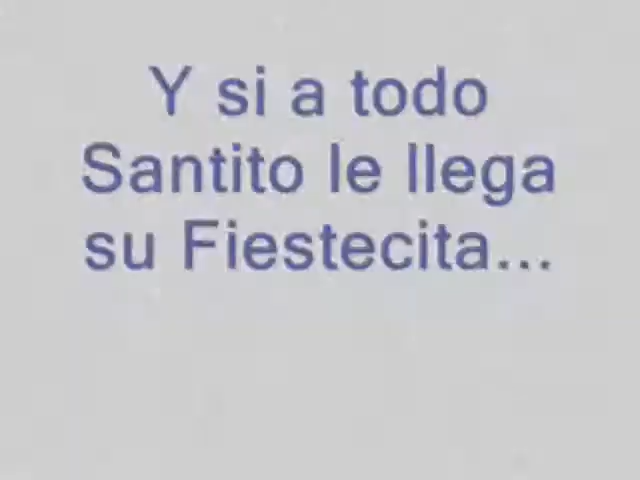 Y si a todo
Santito le llega
su Fiestecita...